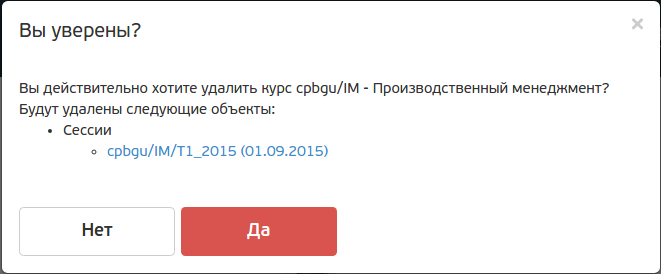 Вы уверены?
×
Вы действительно хотите удалить курс cpbgu/IM - Производственный менеджмент?
Будут удалены следующие объекты:
• Сессии
◦ cpbgu/IM/T1_2015 (01.09.2015)
Нет Да